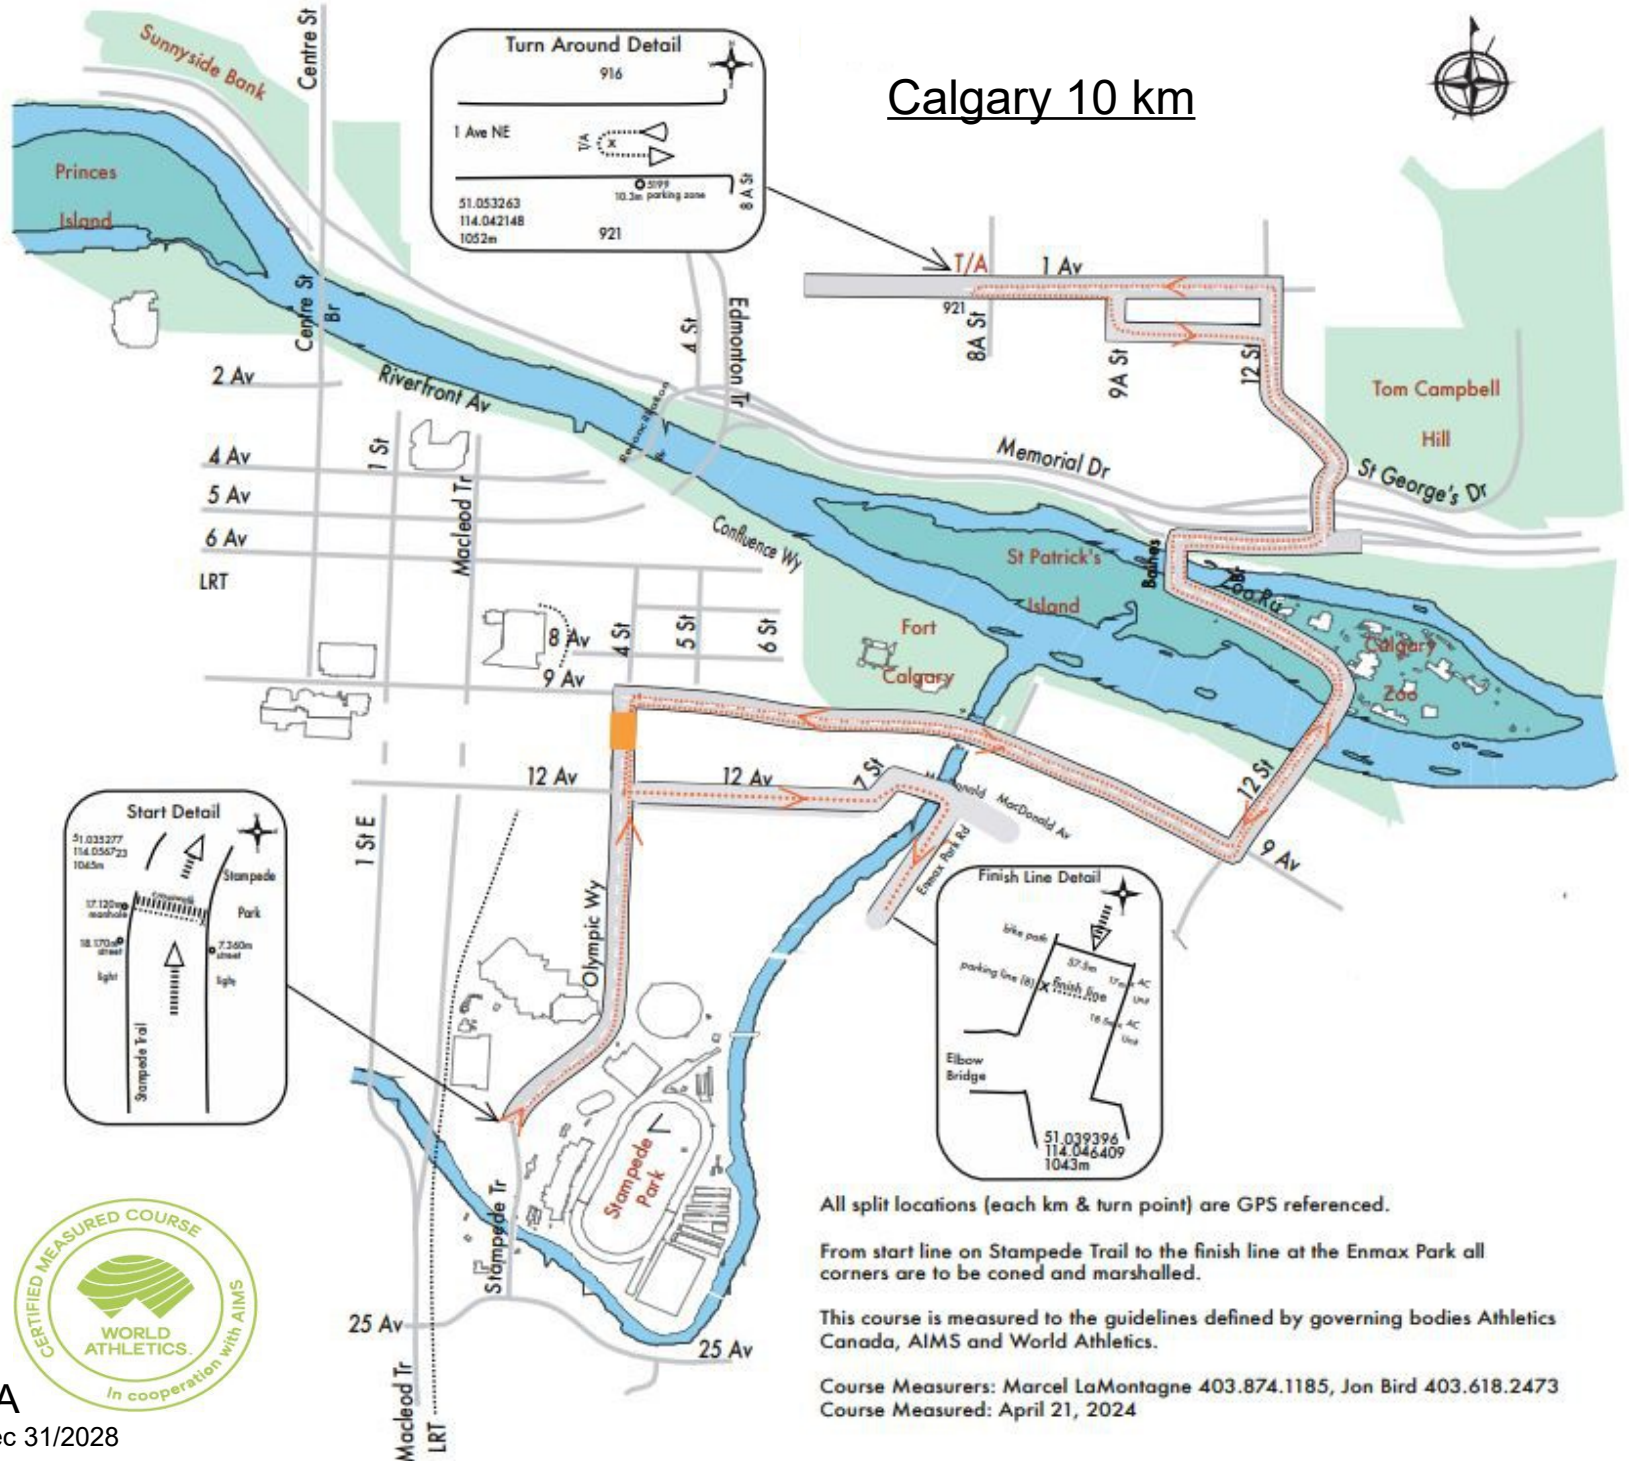 Calgary 10 km
Sunnyside Bank
Centre St
Princes
Island
Turn Around Detail
916
1 Ave NE
T/A
X
5199
10.3m parking zone
8 A St
51.053263
114.042148
1052m
921
T/A
1 Av
921
8A St
9A St
12 St
Tom Campbell
Hill
St George's Dr
Memorial Dr
4 St
Edmonton Tr
Centre St
Br
2 Av
Riverfront Av
1 St
4 Av
5 Av
6 Av
LRT
Macleod Tr
Confluence Wy
St Patrick's
Island
Baines
Br
Calgary
Zoo
Fort
Calgary
8 Av
9 Av
4 St
5 St
6 St
12 Av
12 Av
7 St
MacDonald Av
12 St
9 Av
Enmax Park Rd
1 St E
Olympic Wy
Start Detail
51.035277
114.056723
1045m
Stampede
Park
crosswalk
17.120m
manhole
18.170m
street
light
7.360m
street
light
Stampede Trail
Finish Line Detail
bike path
57.5m
parking line (8)
X
finish line
AC
Unit
AC
Unit
Elbow
Bridge
51.039396
114.046409
1043m
Stampede
Park
Stampede Tr
25 Av
25 Av
Macleod Tr
LRT
All split locations (each km & turn point) are GPS referenced.
From start line on Stampede Trail to the finish line at the Enmax Park all
corners are to be coned and marshalled.
This course is measured to the guidelines defined by governing bodies Athletics
Canada, AIMS and World Athletics.
Course Measurers: Marcel LaMontagne 403.874.1185, Jon Bird 403.618.2473
Course Measured: April 21, 2024
CERTIFIED MEASURED COURSE
WORLD
ATHLETICS.
In cooperation with AIMS
A
ec 31/2028